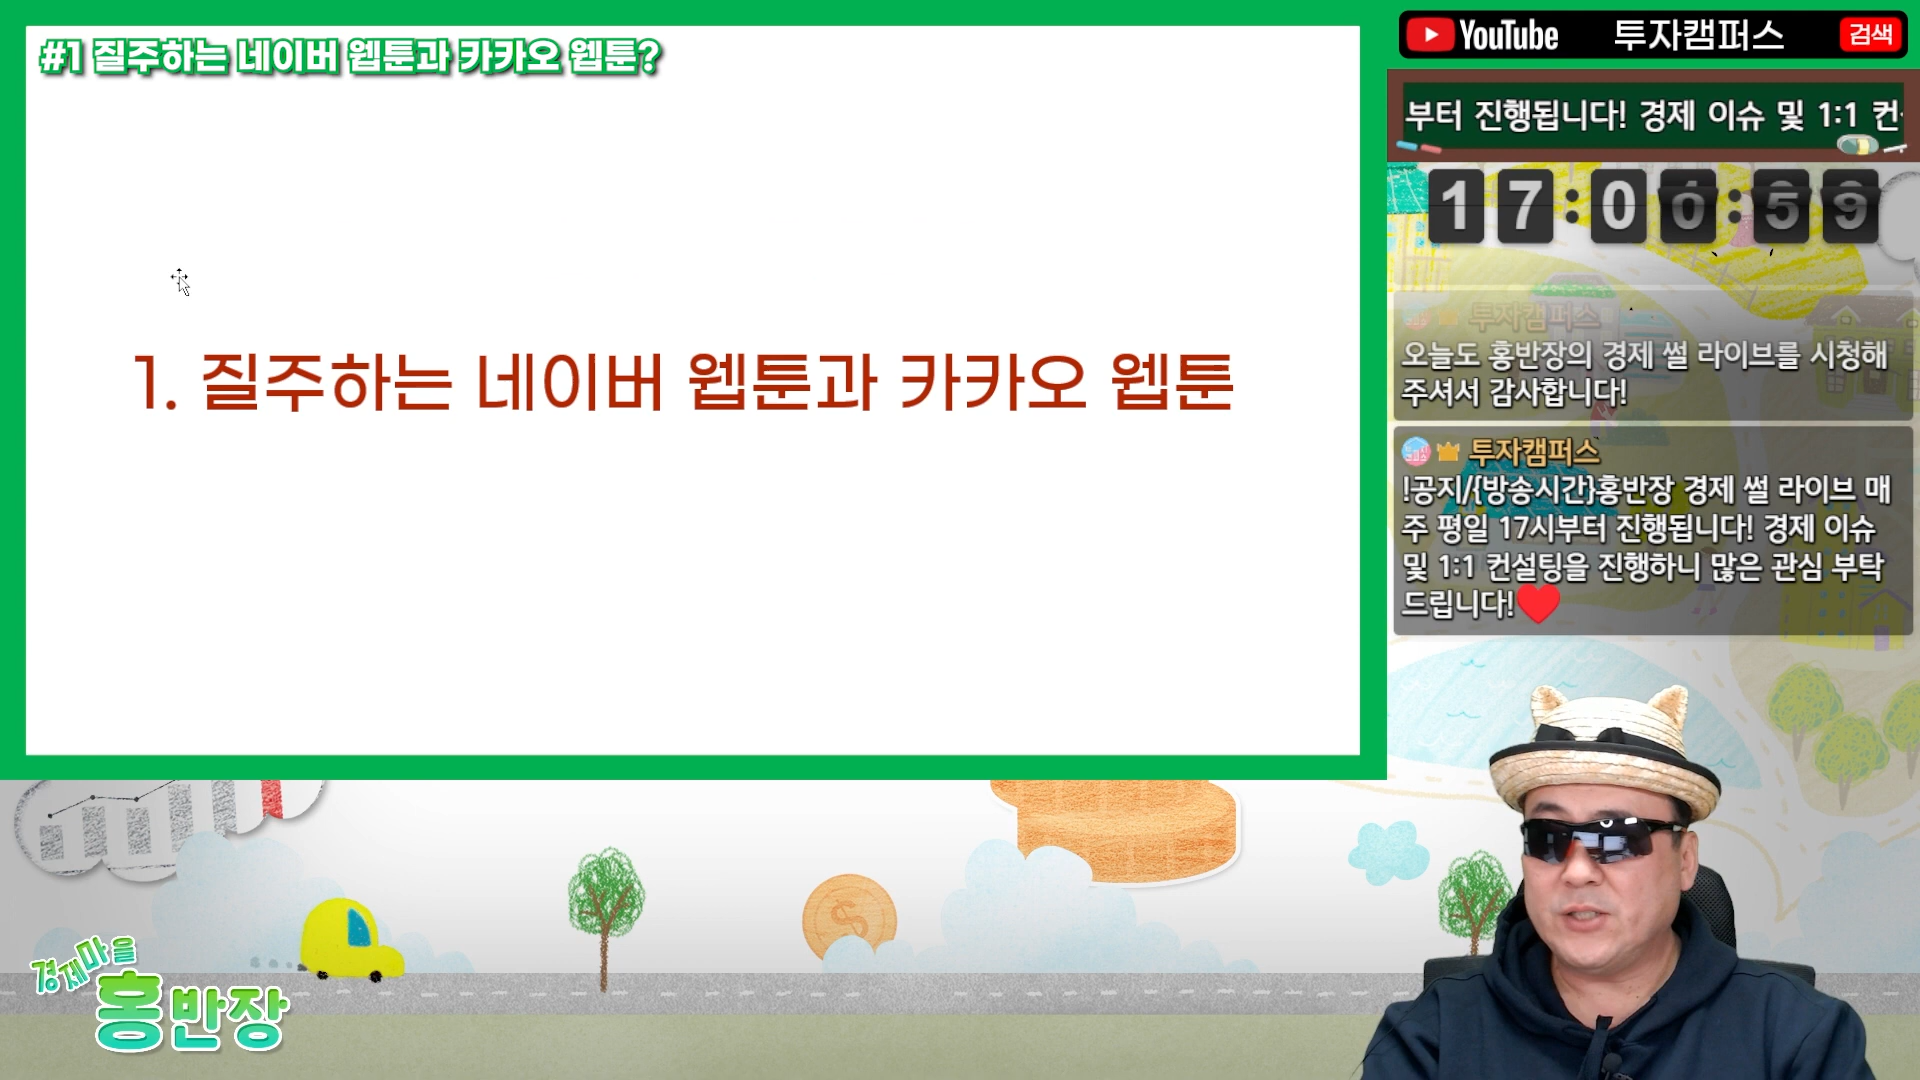 #1 질주하는 네이버 웹툰과 카카오 웹툰?
1. 질주하는 네이버 웹툰과 카카오 웹툰
YouTube 투자캠퍼스 검색
부터 진행됩니다! 경제 이슈 및 1:1 컨
17:00:59
투자캠퍼스
오늘도 홍반장의 경제 썰 라이브를 시청해
주셔서 감사합니다!
투자캠퍼스
!공지/{방송시간}홍반장 경제 썰 라이브 매
주 평일 17시부터 진행됩니다! 경제 이슈
및 1:1 컨설팅을 진행하니 많은 관심 부탁
드립니다!❤️
경제마을
홍반장